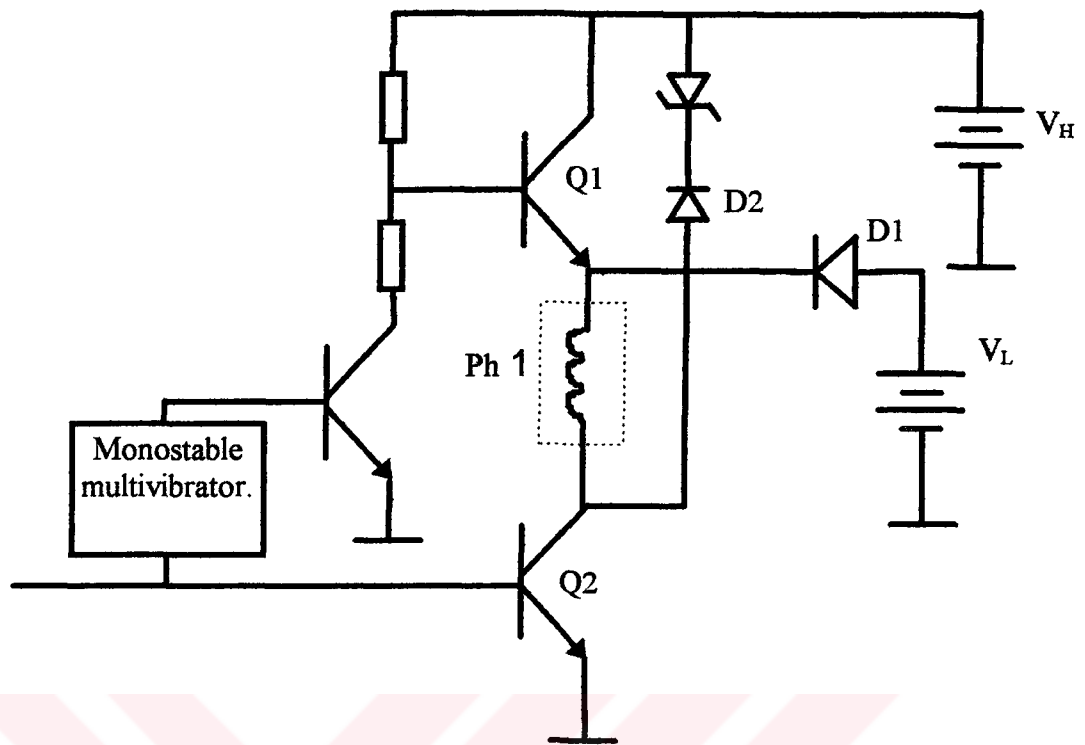 V_H
Q1
D2
D1
Ph 1
V_L
Monostable
multivibrator.
Q2